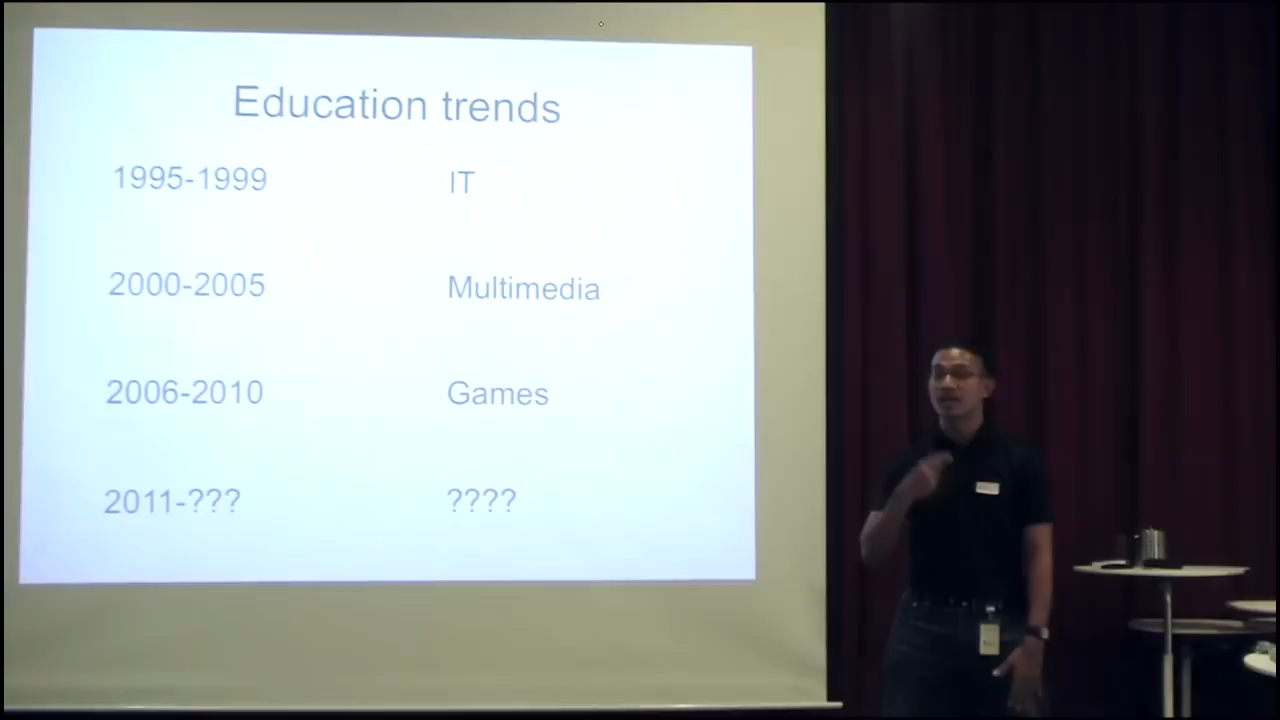 Education trends
1995-1999 IT
2000-2005 Multimedia
2006-2010 Games
2011-??? ????